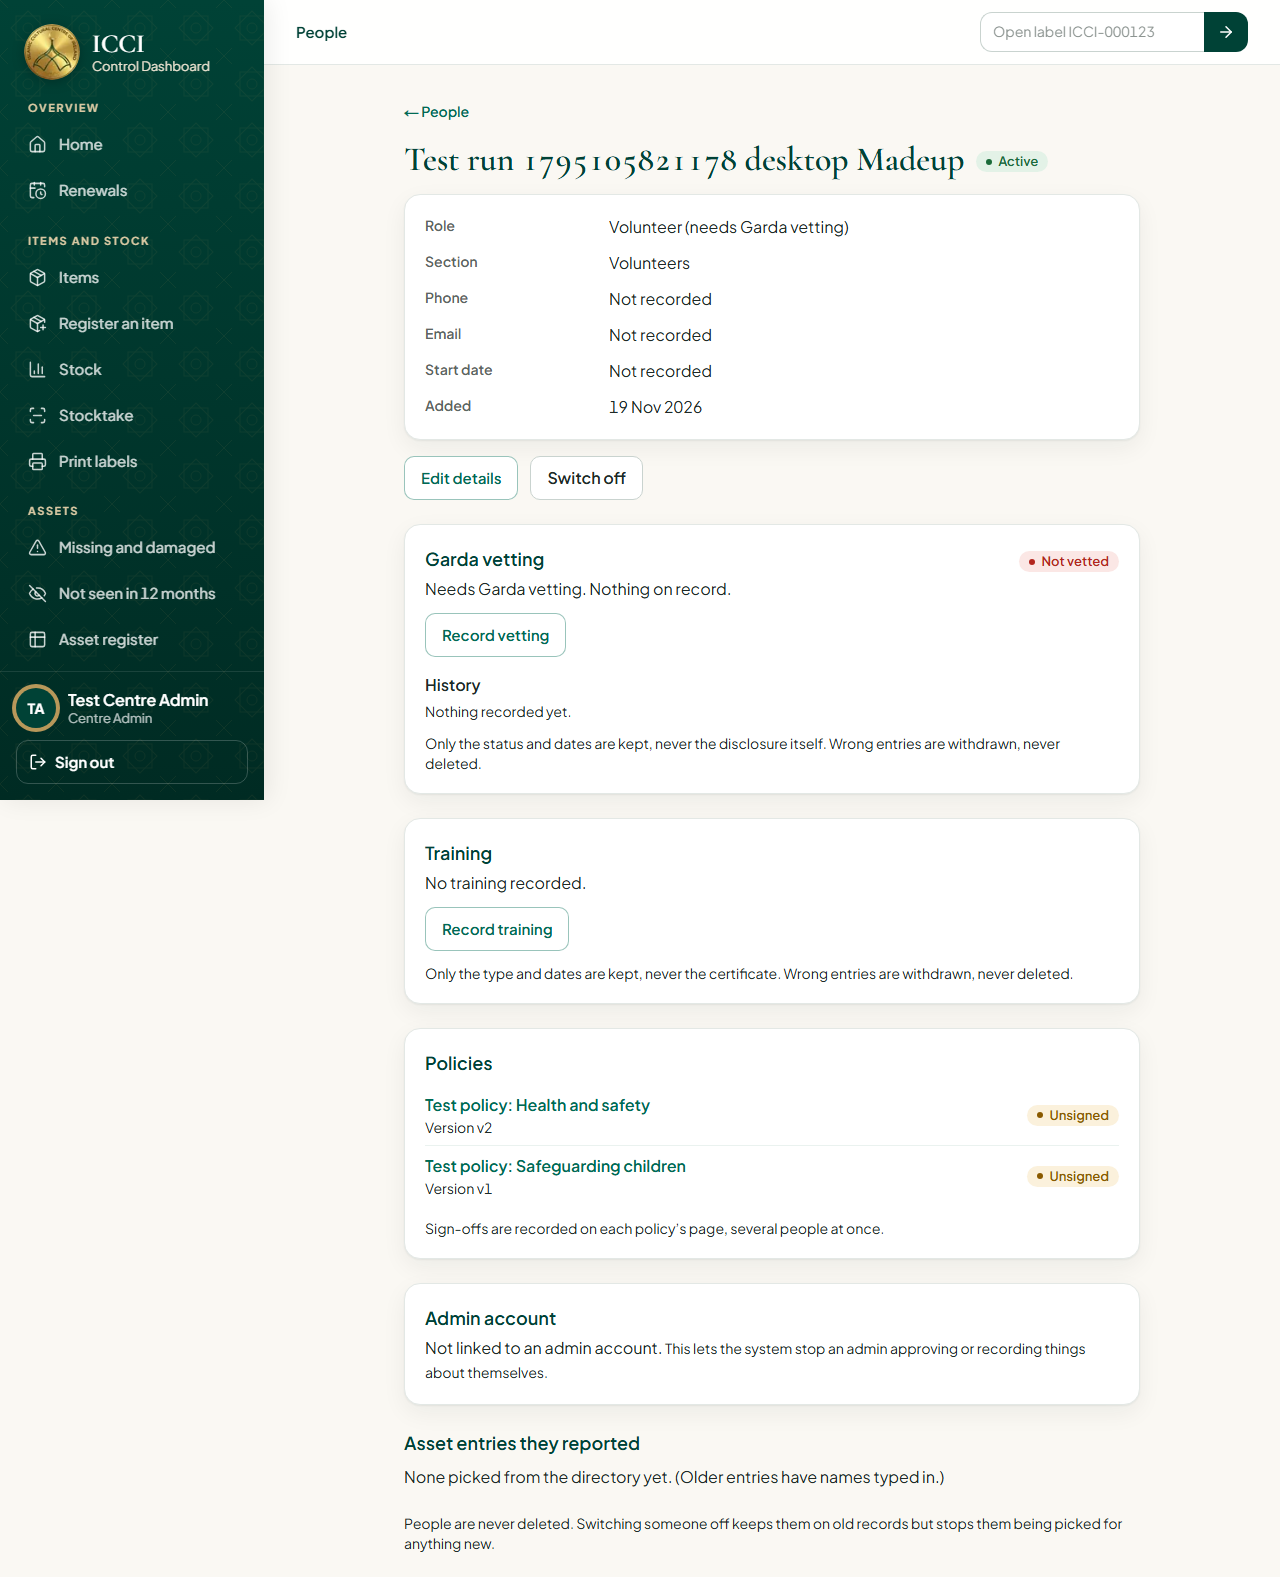 ICCI
Control Dashboard
OVERVIEW
Home
Renewals
ITEMS AND STOCK
Items
Register an item
Stock
Stocktake
Print labels
ASSETS
Missing and damaged
Not seen in 12 months
Asset register
TA
Test Centre Admin
Centre Admin
Sign out
People
Open label ICCI-000123
← People
Test run 1795105821178 desktop Madeup
Active
Role Volunteer (needs Garda vetting)
Section Volunteers
Phone Not recorded
Email Not recorded
Start date Not recorded
Added 19 Nov 2026
Edit details
Switch off
Garda vetting
Not vetted
Needs Garda vetting. Nothing on record.
Record vetting
History
Nothing recorded yet.
Only the status and dates are kept, never the disclosure itself. Wrong entries are withdrawn, never
deleted.
Training
No training recorded.
Record training
Only the type and dates are kept, never the certificate. Wrong entries are withdrawn, never deleted.
Policies
Test policy: Health and safety
Version v2
Unsigned
Test policy: Safeguarding children
Version v1
Unsigned
Sign-offs are recorded on each policy's page, several people at once.
Admin account
Not linked to an admin account. This lets the system stop an admin approving or recording things
about themselves.
Asset entries they reported
None picked from the directory yet. (Older entries have names typed in.)
People are never deleted. Switching someone off keeps them on old records but stops them being picked for
anything new.